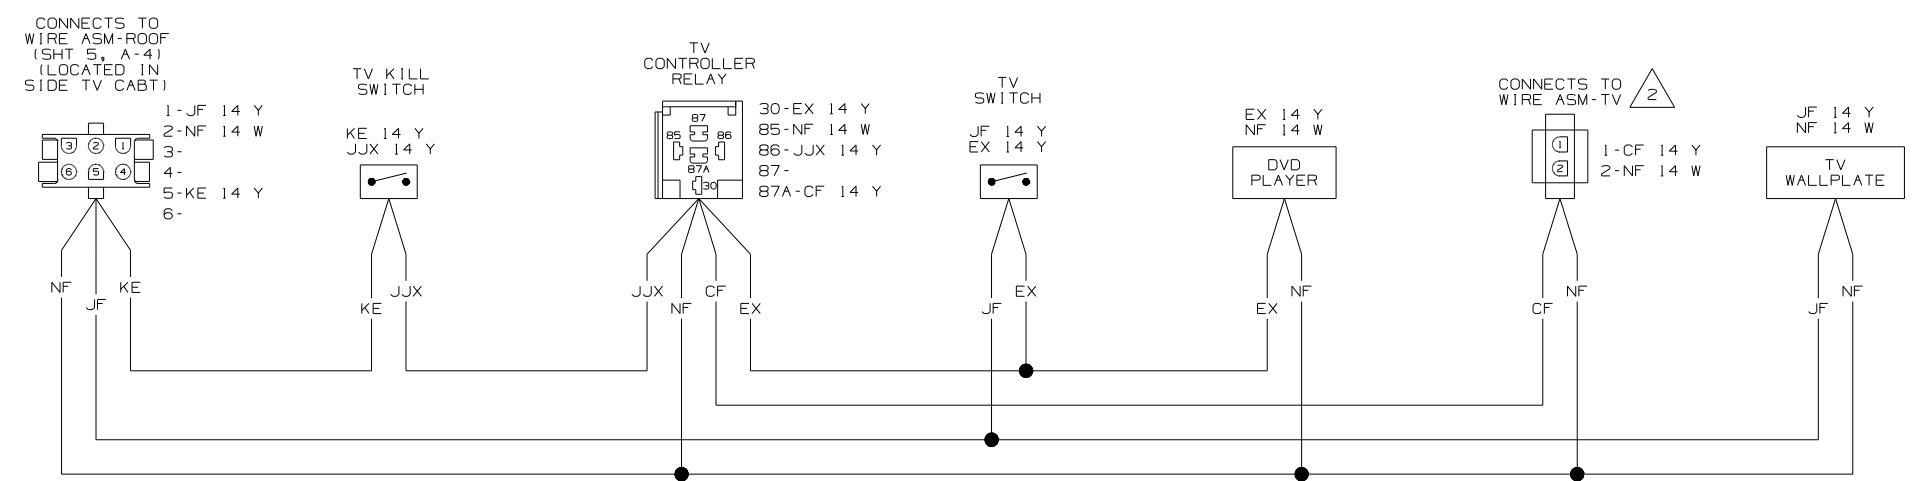 CONNECTS TO
WIRE ASM-ROOF
(SHT 5, A-4)
(LOCATED IN
SIDE TV CABT)
1-JF 14 Y
2-NF 14 W
3-
4-
5-KE 14 Y
6-
3 2 1
6 5 4
TV KILL
SWITCH
KE 14 Y
JJX 14 Y
TV
CONTROLLER
RELAY
87
85
86
87A
30
30-EX 14 Y
85-NF 14 W
86-JJX 14 Y
87-
87A-CF 14 Y
TV
SWITCH
JF 14 Y
EX 14 Y
EX 14 Y
NF 14 W
DVD
PLAYER
CONNECTS TO
WIRE ASM-TV
2
1
2
1-CF 14 Y
2-NF 14 W
JF 14 Y
NF 14 W
TV
WALLPLATE
NF
JF
KE
KE
JJX
JJX
NF
CF
EX
JF
EX
EX
NF
CF
NF
JF
NF